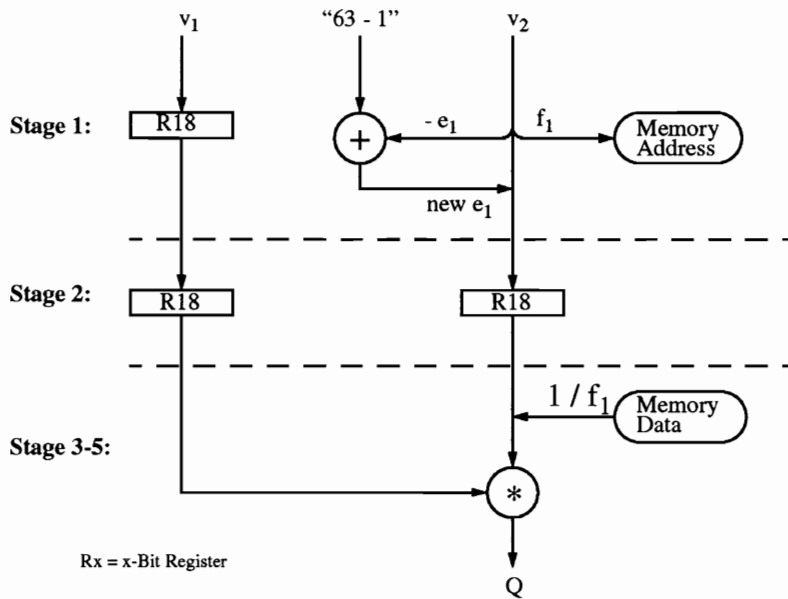 v1
“63 - 1”
v2
Stage 1:
R18
+
- e1
f1
Memory
Address
new e1
Stage 2:
R18
R18
1 / f1
Memory
Data
Stage 3-5:
*
Rx = x-Bit Register
Q